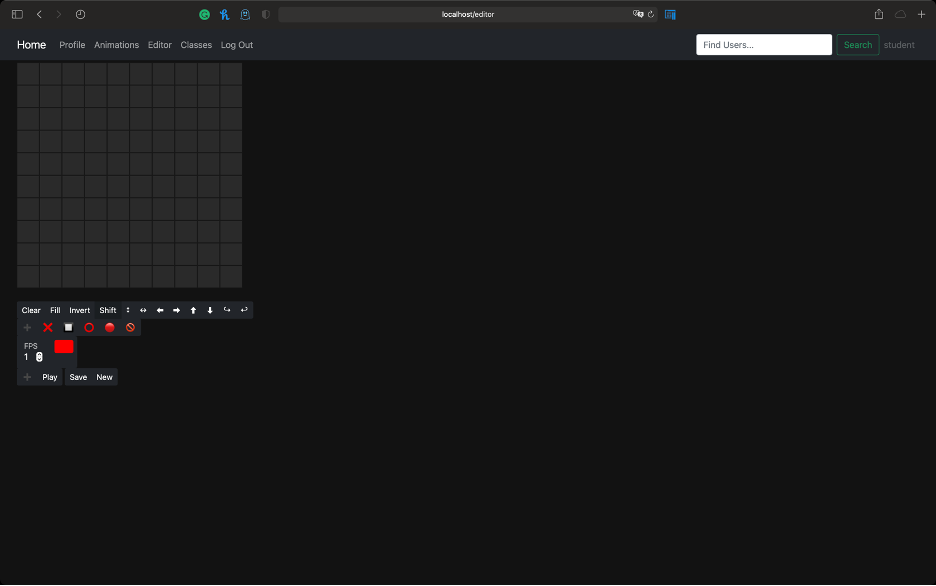 localhost/editor
Home Profile Animations Editor Classes Log Out Find Users... Search student
Clear Fill Invert Shift
FPS
1
Play Save New